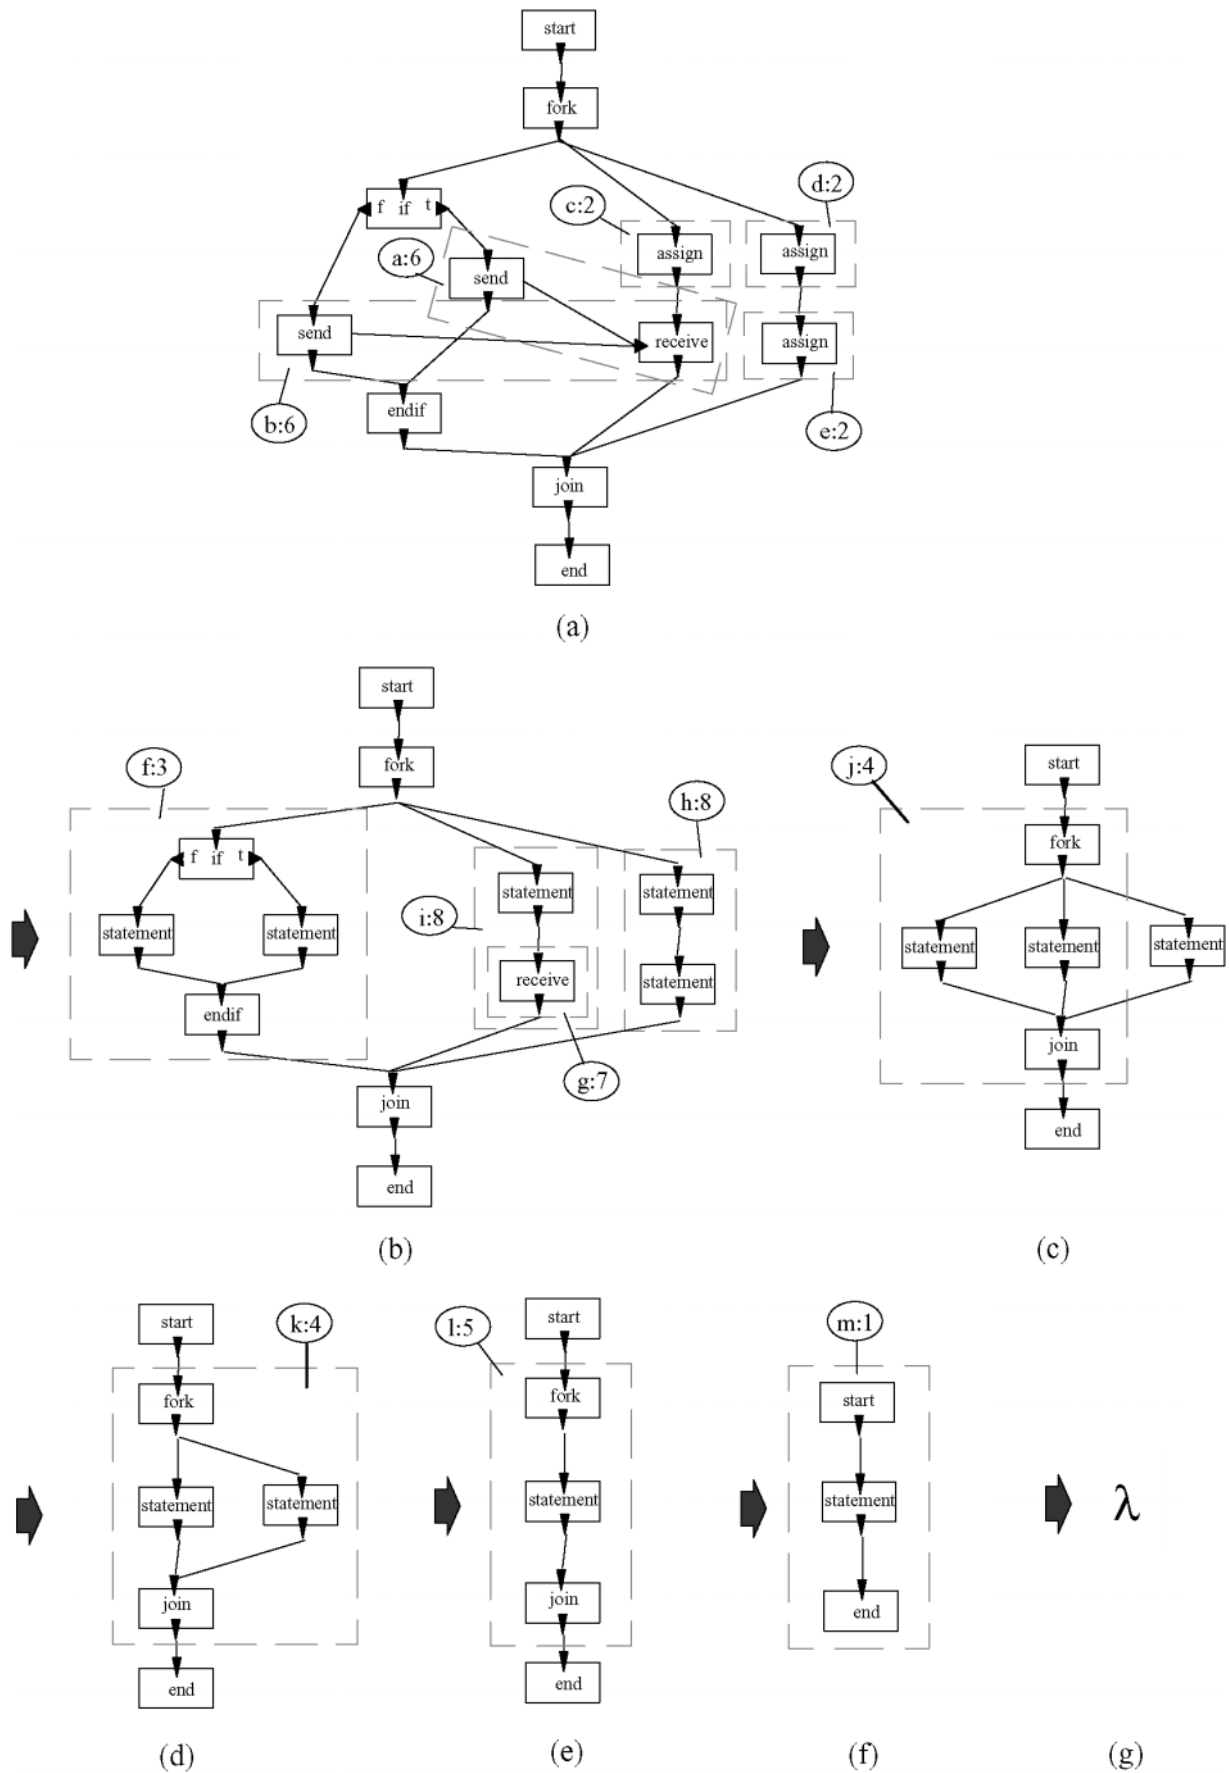 start
fork
d:2
c:2
f if t
assign
assign
a:6
send
send
receive
assign
b:6
endif
e:2
join
end
(a)
start
fork
f:3
h:8
f if t
statement
statement
i:8
statement
statement
receive
statement
endif
g:7
join
end
(b)
j:4
start
fork
statement
statement
statement
join
end
(c)
start
k:4
fork
statement
statement
join
end
(d)
l:5
start
fork
statement
join
end
(e)
m:1
start
statement
end
(f)
λ
(g)